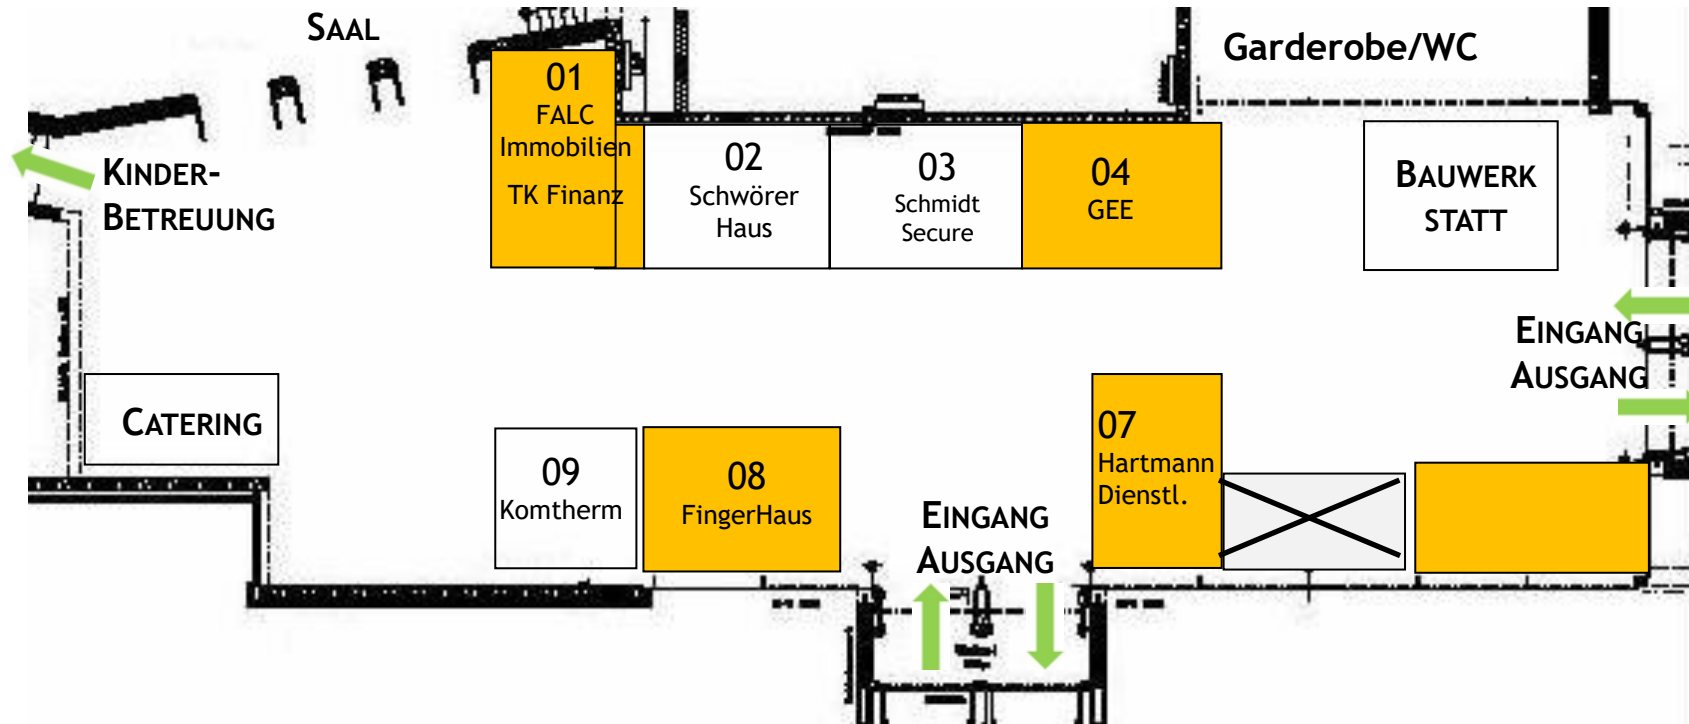 SAAL
Garderobe/WC
01
FALC
Immobilien
TK Finanz
02
Schwörer
Haus
03
Schmidt
Secure
04
GEE
BAUWERK
STATT
KINDER-
BETREUUNG
EINGANG
AUSGANG
CATERING
09
Komtherm
08
FingerHaus
EINGANG
AUSGANG
07
Hartmann
Dienstl.